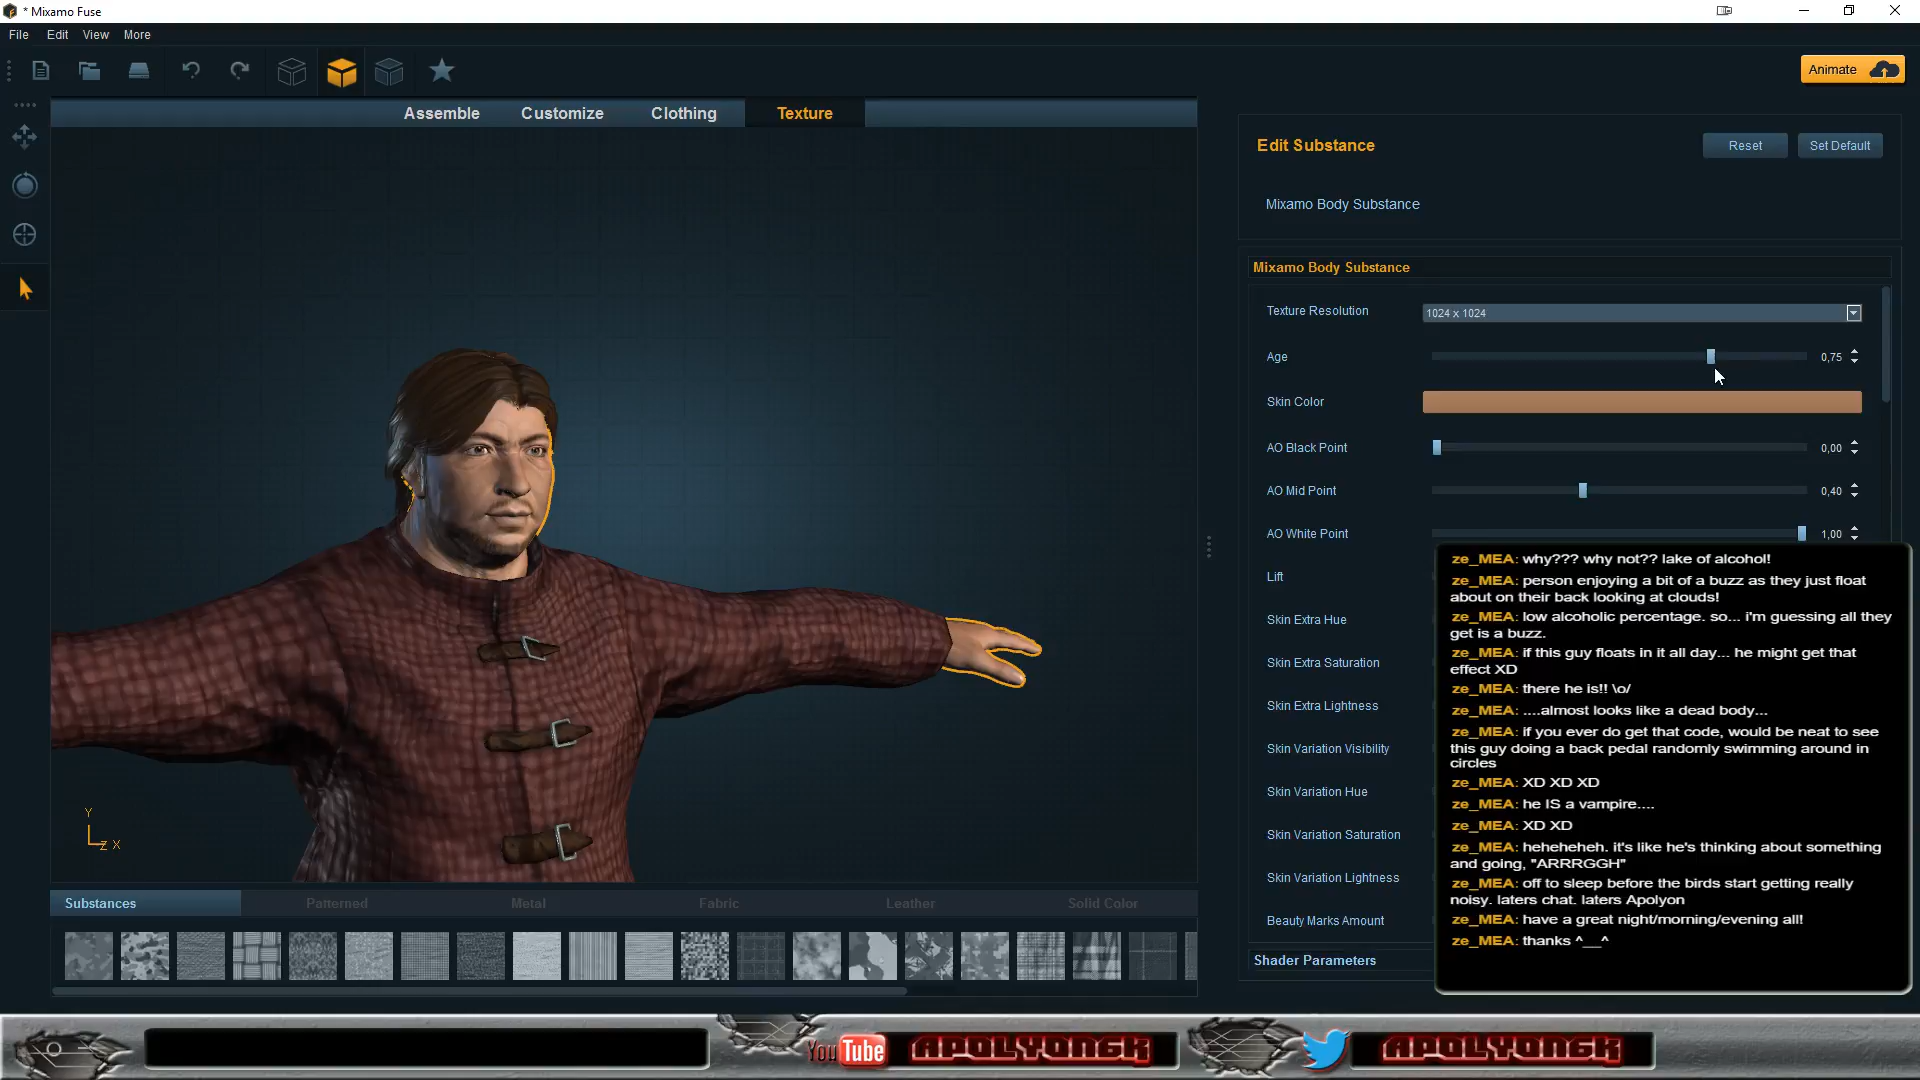 * Mixamo Fuse
File Edit View More
Animate
Assemble Customize Clothing Texture
Edit Substance
Reset
Set Default
Mixamo Body Substance
Mixamo Body Substance
Texture Resolution
1024 x 1024
Age
0,75
Skin Color
AO Black Point
0,00
AO Mid Point
0,40
AO White Point
1,00
Lift
Skin Extra Hue
Skin Extra Saturation
Skin Extra Lightness
Skin Variation Visibility
Skin Variation Hue
Skin Variation Saturation
Skin Variation Lightness
Beauty Marks Amount
Shader Parameters
ze_MEA: why??? why not?? lake of alcohol!
ze_MEA: person enjoying a bit of a buzz as they just float
about on their back looking at clouds!
ze_MEA: low alcoholic percentage. so... i'm guessing all they
get is a buzz.
ze_MEA: if this guy floats in it all day... he might get that
effect XD
ze_MEA: there he is!! \o/
ze_MEA: ....almost looks like a dead body...
ze_MEA: if you ever do get that code, would be neat to see
this guy doing a back pedal randomly swimming around in
circles
ze_MEA: XD XD XD
ze_MEA: he IS a vampire....
ze_MEA: XD XD
ze_MEA: heheheheh. it's like he's thinking about something
and going, "ARRRGGH"
ze_MEA: off to sleep before the birds start getting really
noisy. laters chat. laters Apolyon
ze_MEA: have a great night/morning/evening all!
ze_MEA: thanks ^__^
Y
Z X
Substances Patterned Metal Fabric Leather Solid Color
YouTube APOLYON6K APOLYON6K